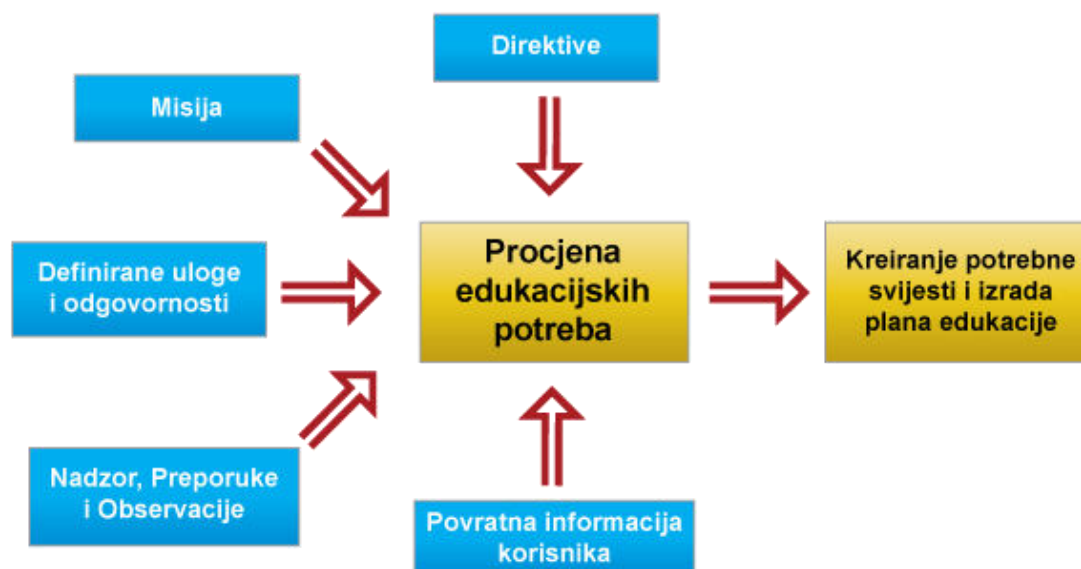 Direktive
Misija
Definirane uloge
i odgovornosti
Procjena
edukacijskih
potreba
Kreiranje potrebne
svijesti i izrada
plana edukacije
Nadzor, Preporuke
i Observacije
Povratna informacija
korisnika